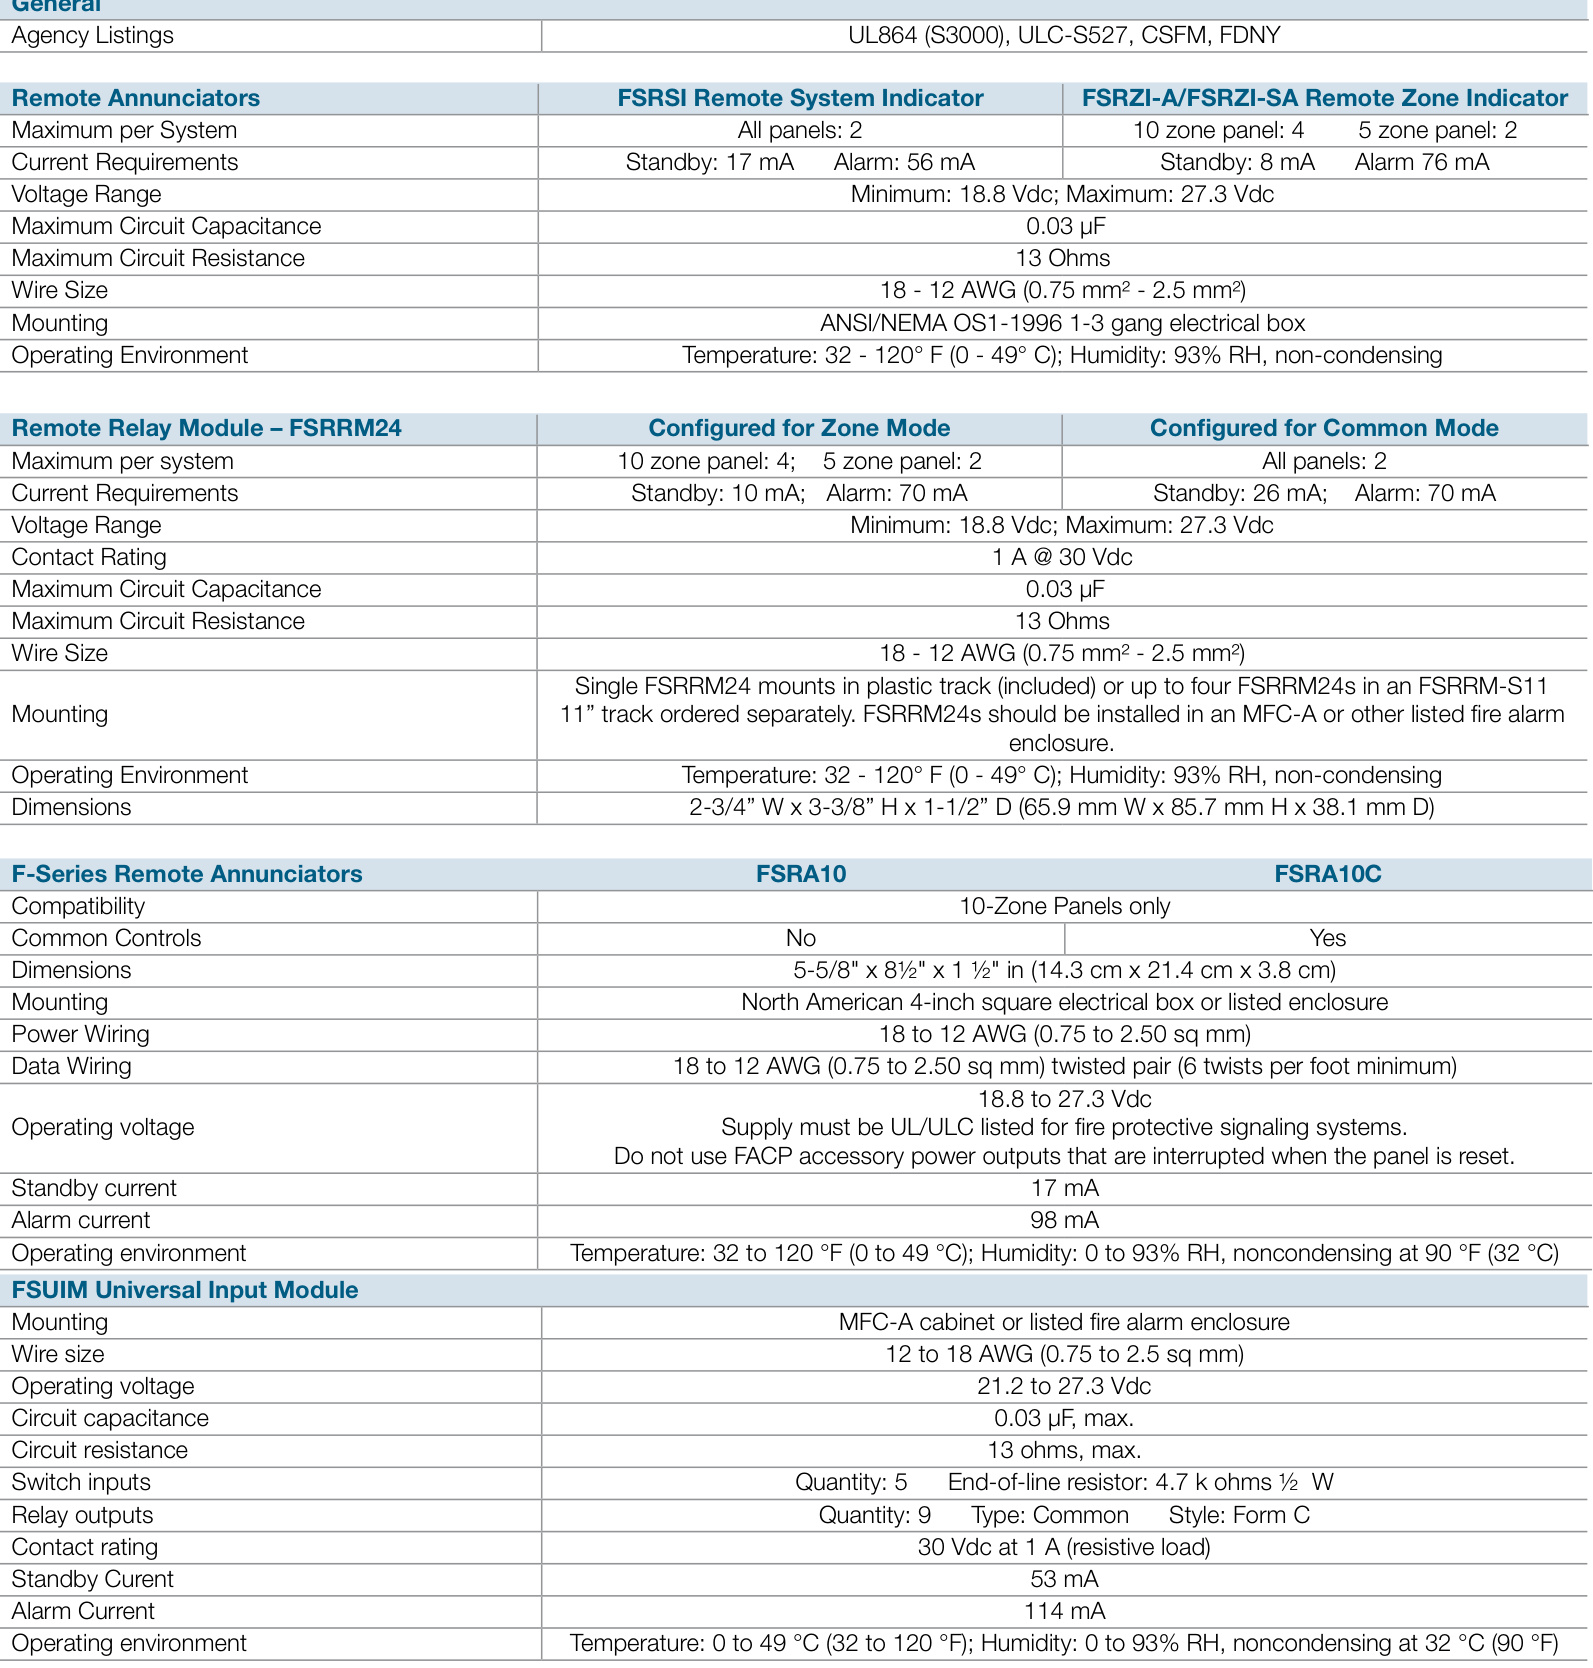 General
Agency Listings UL864 (S3000), ULC-S527, CSFM, FDNY
Remote Annunciators FSRSI Remote System Indicator FSRZI-A/FSRZI-SA Remote Zone Indicator
Maximum per System All panels: 2 10 zone panel: 4 5 zone panel: 2
Current Requirements Standby: 17 mA Alarm: 56 mA Standby: 8 mA Alarm 76 mA
Voltage Range Minimum: 18.8 Vdc; Maximum: 27.3 Vdc
Maximum Circuit Capacitance 0.03 µF
Maximum Circuit Resistance 13 Ohms
Wire Size 18 - 12 AWG (0.75 mm² - 2.5 mm²)
Mounting ANSI/NEMA OS1-1996 1-3 gang electrical box
Operating Environment Temperature: 32 - 120° F (0 - 49° C); Humidity: 93% RH, non-condensing
Remote Relay Module – FSRRM24 Configured for Zone Mode Configured for Common Mode
Maximum per system 10 zone panel: 4; 5 zone panel: 2 All panels: 2
Current Requirements Standby: 10 mA; Alarm: 70 mA Standby: 26 mA; Alarm: 70 mA
Voltage Range Minimum: 18.8 Vdc; Maximum: 27.3 Vdc
Contact Rating 1 A @ 30 Vdc
Maximum Circuit Capacitance 0.03 µF
Maximum Circuit Resistance 13 Ohms
Wire Size 18 - 12 AWG (0.75 mm² - 2.5 mm²)
Mounting Single FSRRM24 mounts in plastic track (included) or up to four FSRRM24s in an FSRRM-S11
11” track ordered separately. FSRRM24s should be installed in an MFC-A or other listed fire alarm
enclosure.
Operating Environment Temperature: 32 - 120° F (0 - 49° C); Humidity: 93% RH, non-condensing
Dimensions 2-3/4” W x 3-3/8” H x 1-1/2” D (65.9 mm W x 85.7 mm H x 38.1 mm D)
F-Series Remote Annunciators FSRA10 FSRA10C
Compatibility 10-Zone Panels only
Common Controls No Yes
Dimensions 5-5/8" x 8½" x 1 ½" in (14.3 cm x 21.4 cm x 3.8 cm)
Mounting North American 4-inch square electrical box or listed enclosure
Power Wiring 18 to 12 AWG (0.75 to 2.50 sq mm)
Data Wiring 18 to 12 AWG (0.75 to 2.50 sq mm) twisted pair (6 twists per foot minimum)
Operating voltage 18.8 to 27.3 Vdc
Supply must be UL/ULC listed for fire protective signaling systems.
Do not use FACP accessory power outputs that are interrupted when the panel is reset.
Standby current 17 mA
Alarm current 98 mA
Operating environment Temperature: 32 to 120 °F (0 to 49 °C); Humidity: 0 to 93% RH, noncondensing at 90 °F (32 °C)
FSUIM Universal Input Module
Mounting MFC-A cabinet or listed fire alarm enclosure
Wire size 12 to 18 AWG (0.75 to 2.5 sq mm)
Operating voltage 21.2 to 27.3 Vdc
Circuit capacitance 0.03 µF, max.
Circuit resistance 13 ohms, max.
Switch inputs Quantity: 5 End-of-line resistor: 4.7 k ohms ½ W
Relay outputs Quantity: 9 Type: Common Style: Form C
Contact rating 30 Vdc at 1 A (resistive load)
Standby Curent 53 mA
Alarm Current 114 mA
Operating environment Temperature: 0 to 49 °C (32 to 120 °F); Humidity: 0 to 93% RH, noncondensing at 32 °C (90 °F)